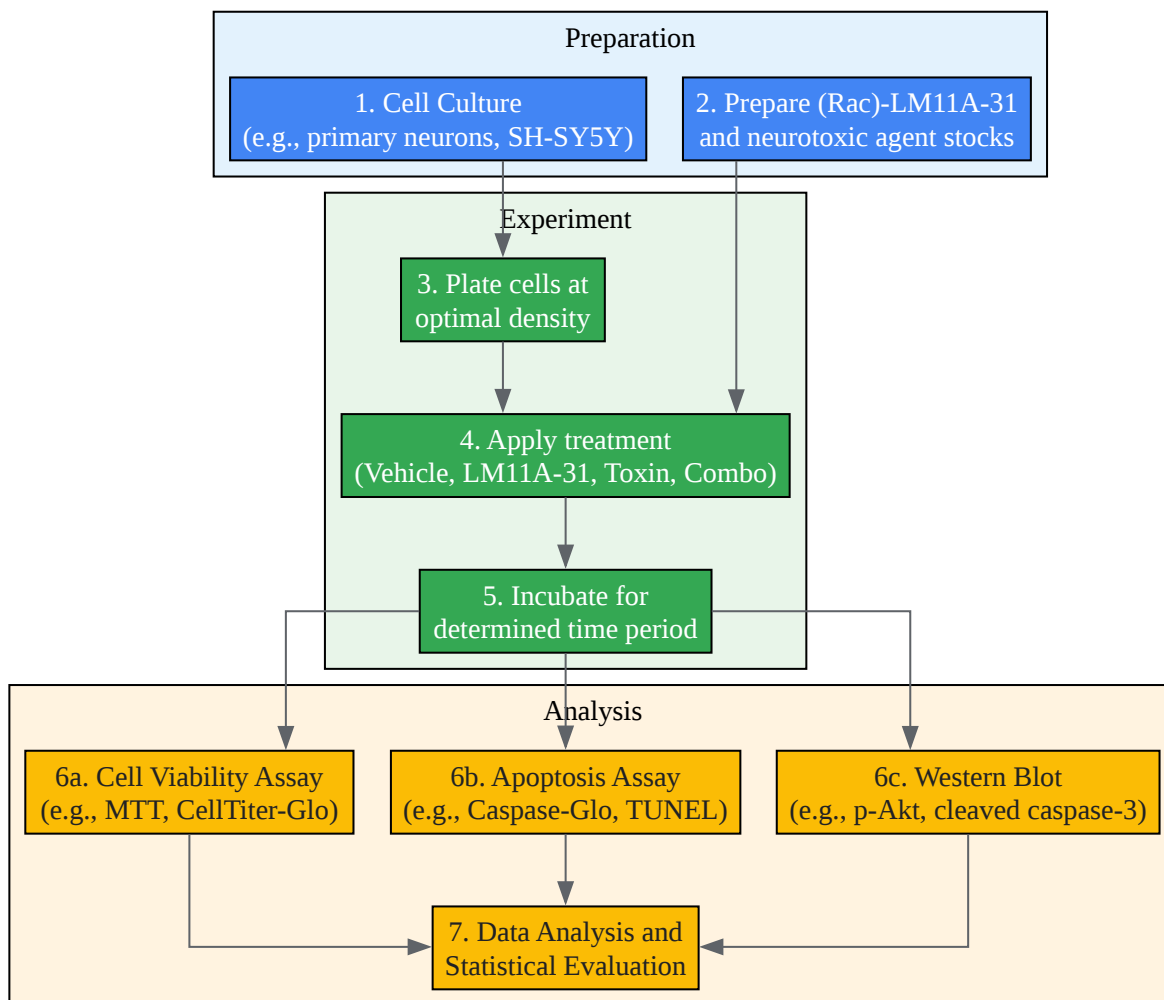 Preparation
1. Cell Culture
(e.g., primary neurons, SH-SY5Y)
2. Prepare (Rac)-LM11A-31
and neurotoxic agent stocks
Experiment
3. Plate cells at
optimal density
4. Apply treatment
(Vehicle, LM11A-31, Toxin, Combo)
5. Incubate for
determined time period
Analysis
6a. Cell Viability Assay
(e.g., MTT, CellTiter-Glo)
6b. Apoptosis Assay
(e.g., Caspase-Glo, TUNEL)
6c. Western Blot
(e.g., p-Akt, cleaved caspase-3)
7. Data Analysis and
Statistical Evaluation